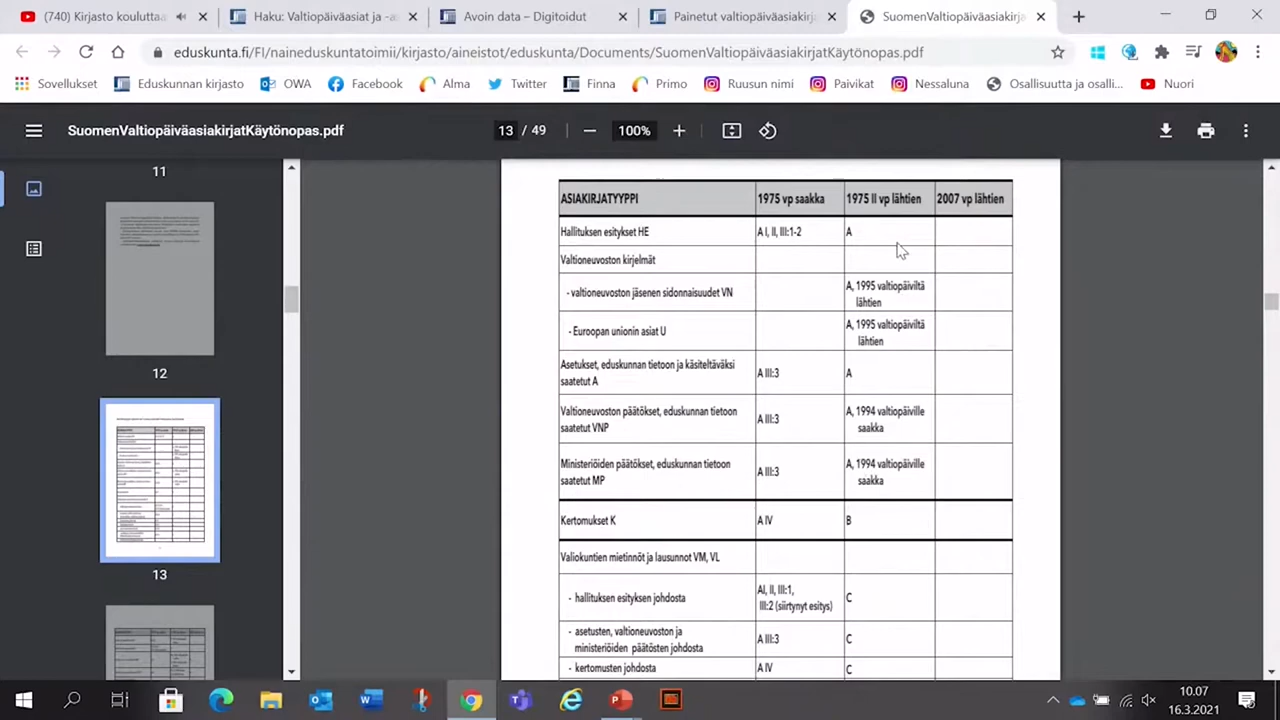 (740) Kirjasto kouluttaa
Haku: Valtiopäiväasiat ja -as
Avoin data – Digitoidut
Painetut valtiopäiväasiakirja
SuomenValtiopäiväasiakirja
eduskunta.fi/FI/naineduskuntatoimii/kirjasto/aineistot/eduskunta/Documents/SuomenValtiopäiväasiakirjatKäytönopas.pdf
Sovellukset
Eduskunnan kirjasto
OWA
Facebook
Alma
Twitter
Finna
Primo
Ruusun nimi
Paivikat
Nessaluna
Osallisuutta ja osalli...
Nuori
SuomenValtiopäiväasiakirjatKäytönopas.pdf
13 / 49
100%
11
12
13
ASIAKIRJATYYPPI 1975 vp saakka 1975 II vp lähtien 2007 vp lähtien
Hallituksen esitykset HE A I, II, III:1-2 A
Valtioneuvoston kirjelmät
- valtioneuvoston jäsenen sidonnaisuudet VN A, 1995 valtiopäiviltä
lähtien
- Euroopan unionin asiat U A, 1995 valtiopäiviltä
lähtien
Asetukset, eduskunnan tietoon ja käsiteltäväksi
saatetut A A III:3 A
Valtioneuvoston päätökset, eduskunnan tietoon
saatetut VNP A III:3 A, 1994 valtiopäiville
saakka
Ministeriöiden päätökset, eduskunnan tietoon
saatetut MP A III:3 A, 1994 valtiopäiville
saakka
Kertomukset K A IV B
Valiokuntien mietinnöt ja lausunnot VM, VL
- hallituksen esityksen johdosta AI, II, III:1,
III:2 (siirtynyt esitys) C
- asetusten, valtioneuvoston ja
ministeriöiden päätösten johdosta A III:3 C
- kertomusten johdosta A IV C
10.07
16.3.2021